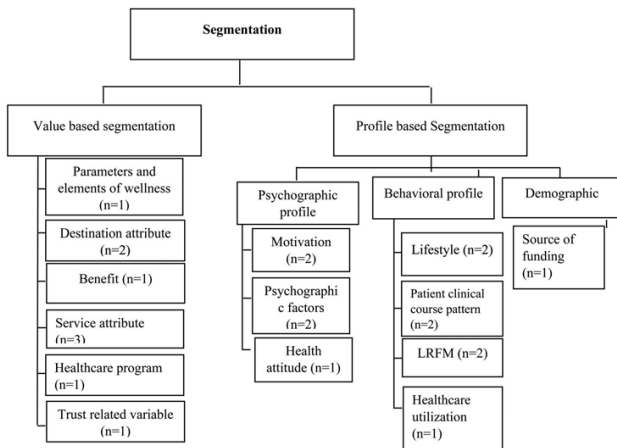 Segmentation
Value based segmentation
Profile based Segmentation
Parameters and
elements of wellness
(n=1)
Destination attribute
(n=2)
Benefit (n=1)
Service attribute
(n=3)
Healthcare program
(n=1)
Trust related variable
(n=1)
Psychographic
profile
Motivation
(n=2)
Psychographi
c factors
(n=2)
Health
attitude (n=1)
Behavioral profile
Lifestyle (n=2)
Patient clinical
course pattern
(n=2)
LRFM (n=2)
Healthcare
utilization
(n=1)
Demographic
Source of
funding
(n=1)